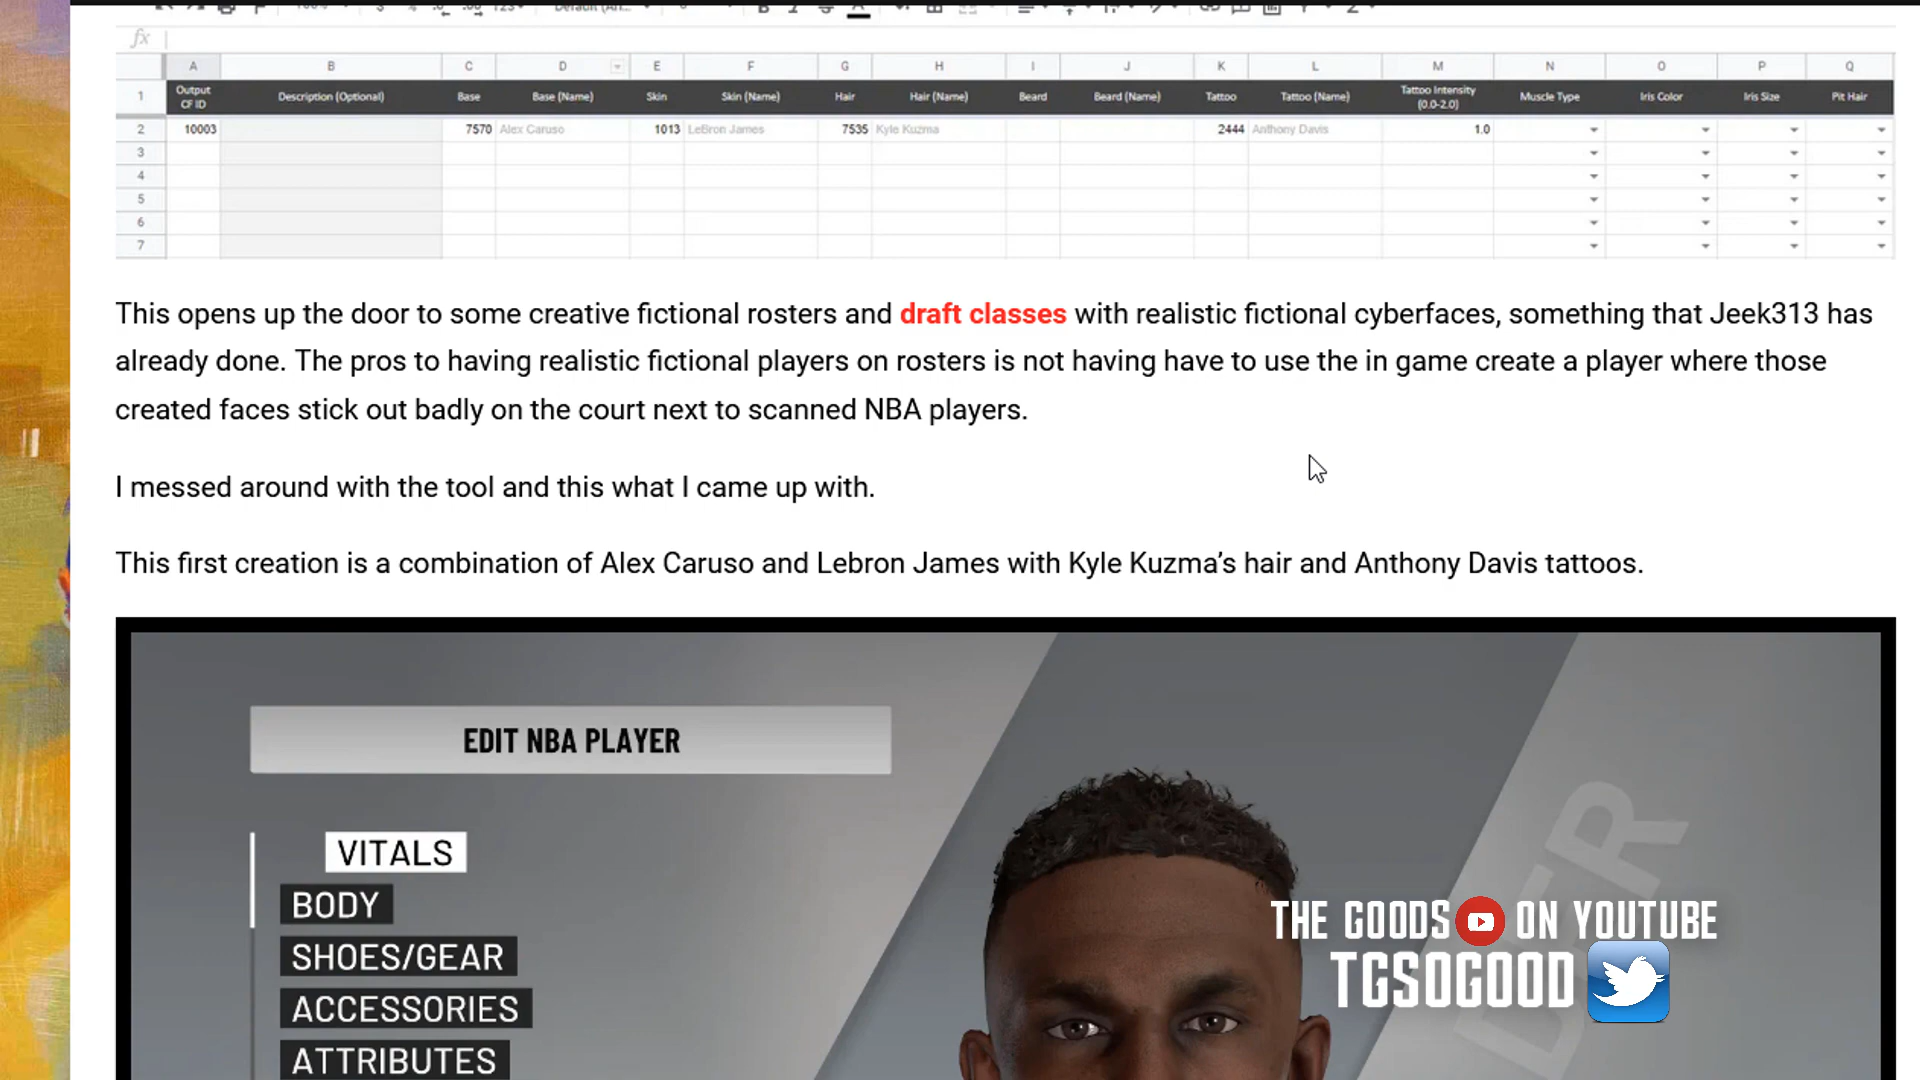 fx
A B C D E F G H I J K L M N O P Q
1 Output CF ID Description (Optional) Base Base (Name) Skin Skin (Name) Hair Hair (Name) Beard Beard (Name) Tattoo Tattoo (Name) Tattoo Intensity (0.0-2.0) Muscle Type Iris Color Iris Size Pit Hair
2 10003 7570 Alex Caruso 1013 LeBron James 7535 Kyle Kuzma 2444 Anthony Davis 1.0
3
4
5
6
7
This opens up the door to some creative fictional rosters and draft classes with realistic fictional cyberfaces, something that Jeek313 has
already done. The pros to having realistic fictional players on rosters is not having have to use the in game create a player where those
created faces stick out badly on the court next to scanned NBA players.
I messed around with the tool and this what I came up with.
This first creation is a combination of Alex Caruso and Lebron James with Kyle Kuzma's hair and Anthony Davis tattoos.
EDIT NBA PLAYER
VITALS
BODY
SHOES/GEAR
ACCESSORIES
ATTRIBUTES
THE GOODS ON YOUTUBE
TGSOGOOD